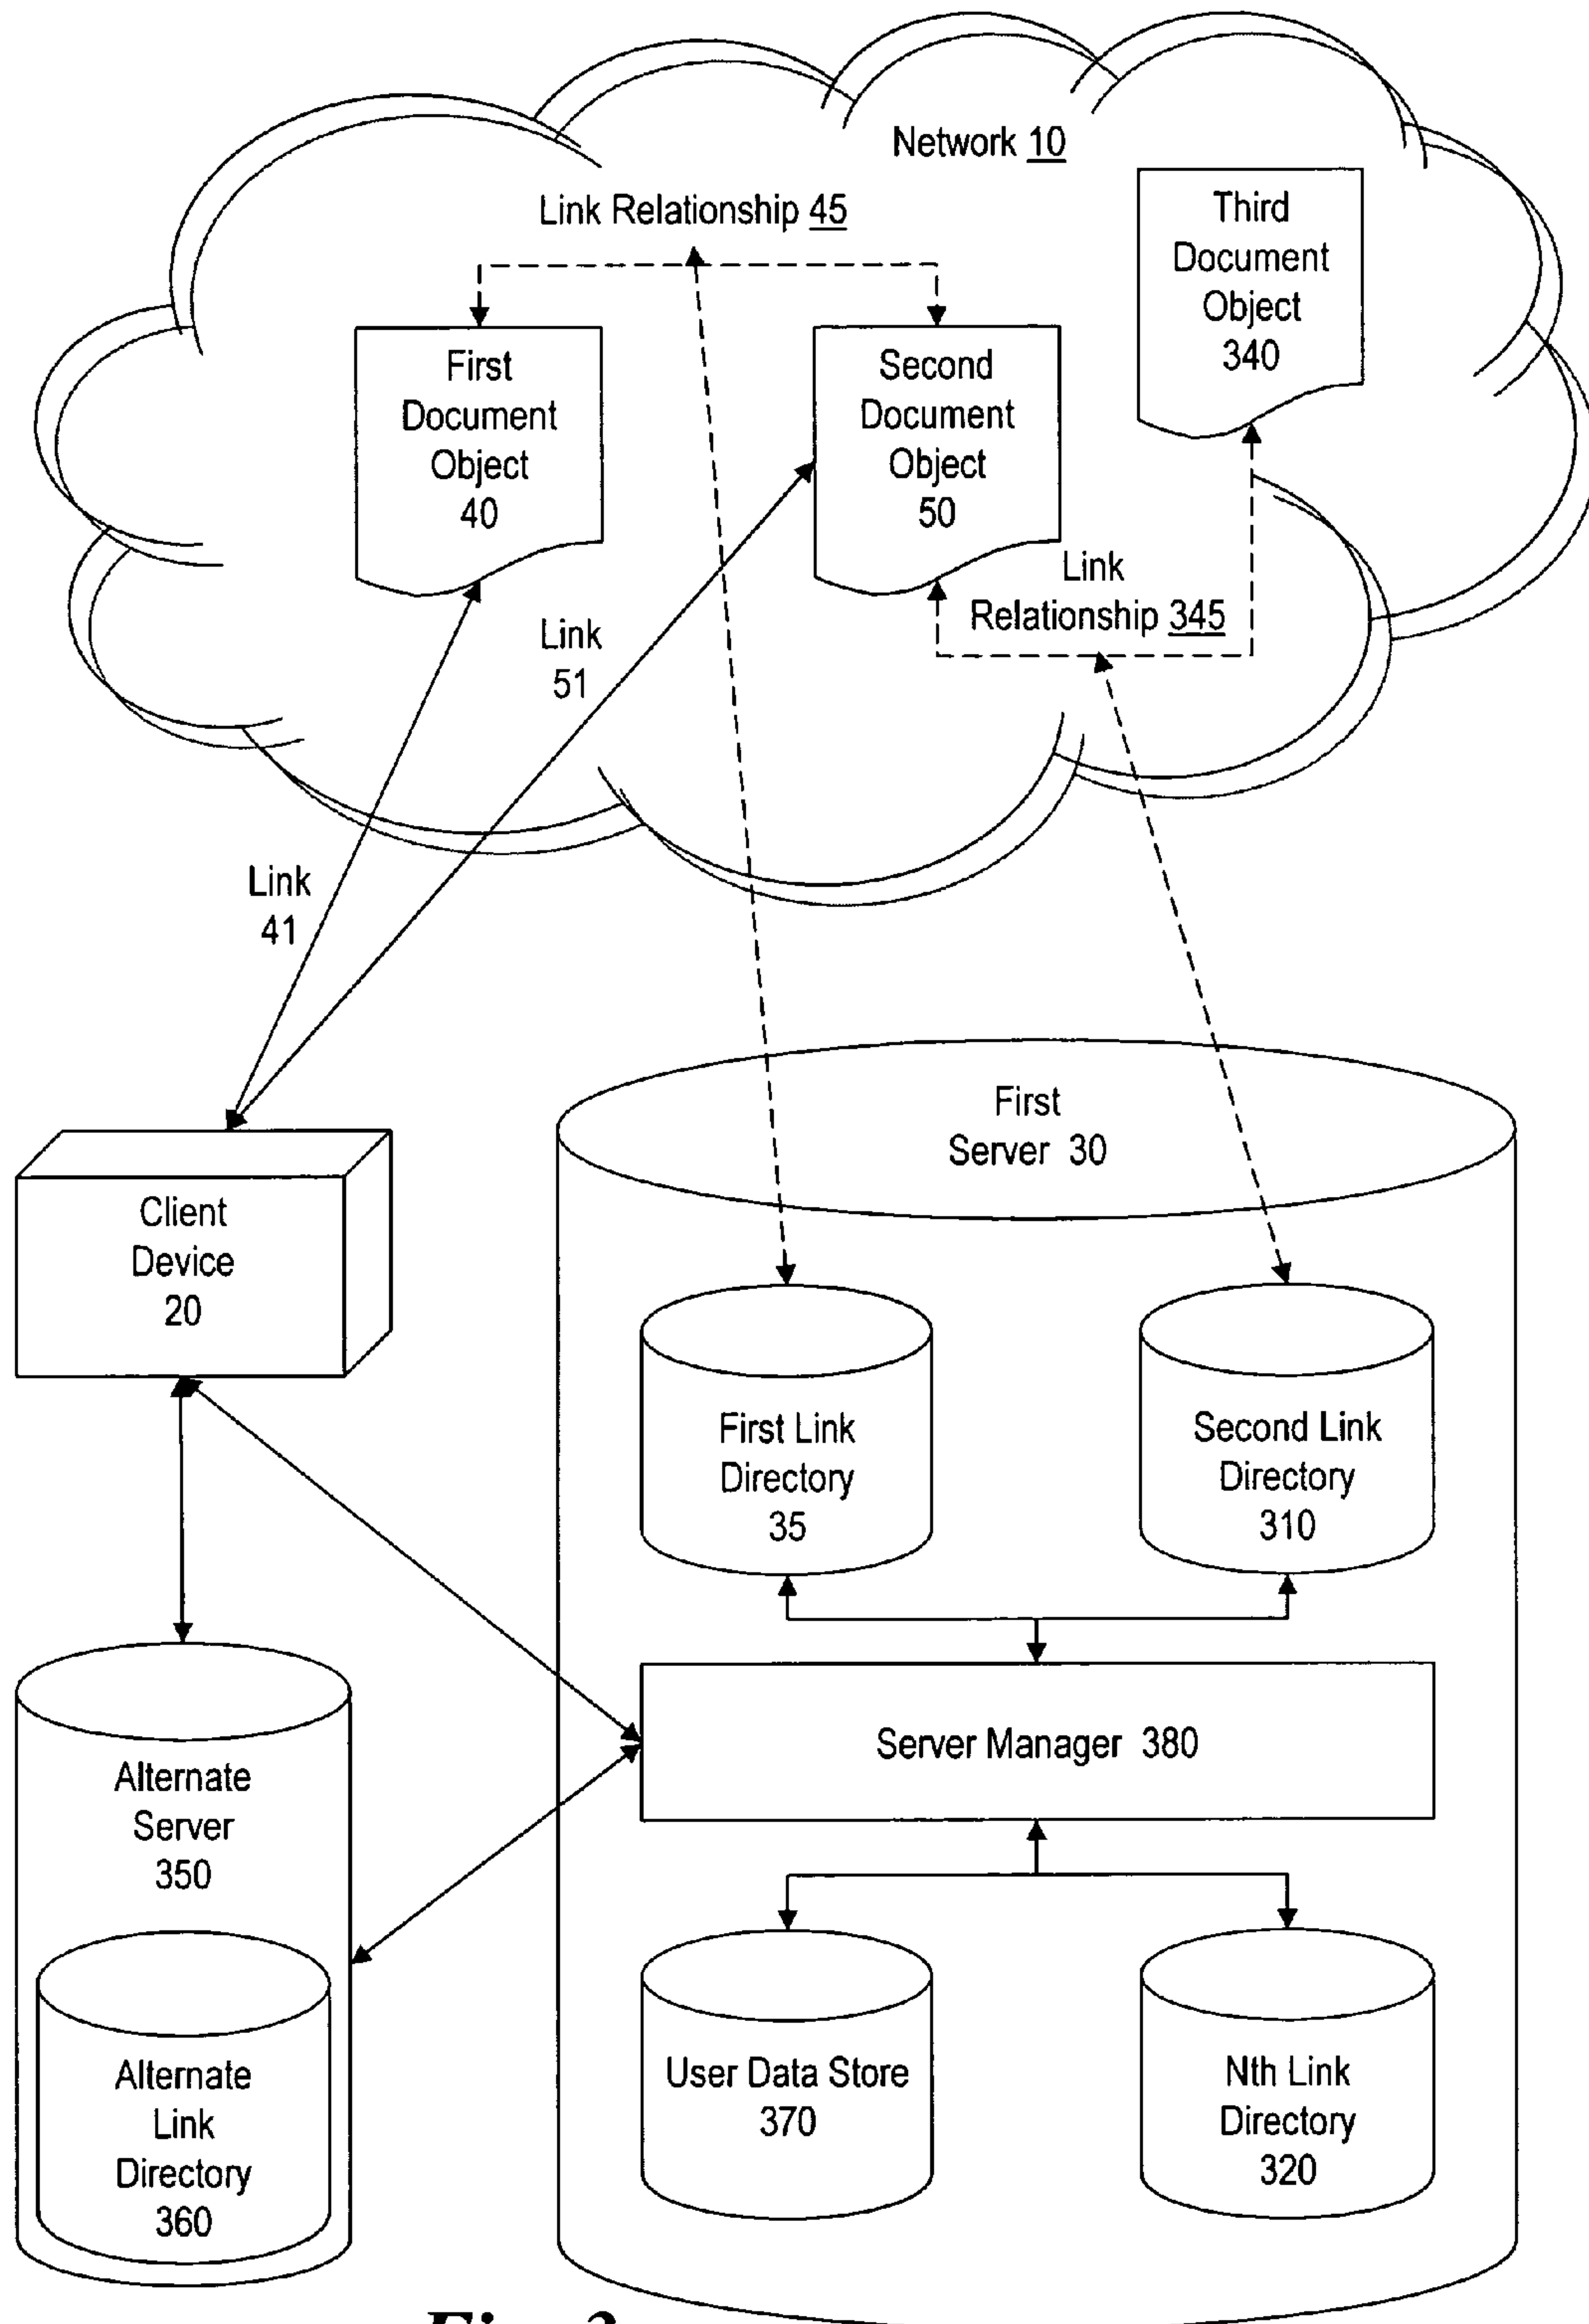 Network 10
Link Relationship 45
Third
Document
Object
340
First
Document
Object
40
Second
Document
Object
50
Link
Relationship 345
Link
51
Link
41
First
Server 30
Client
Device
20
First Link
Directory
35
Second Link
Directory
310
Server Manager 380
Alternate
Server
350
User Data Store
370
Nth Link
Directory
320
Alternate
Link
Directory
360